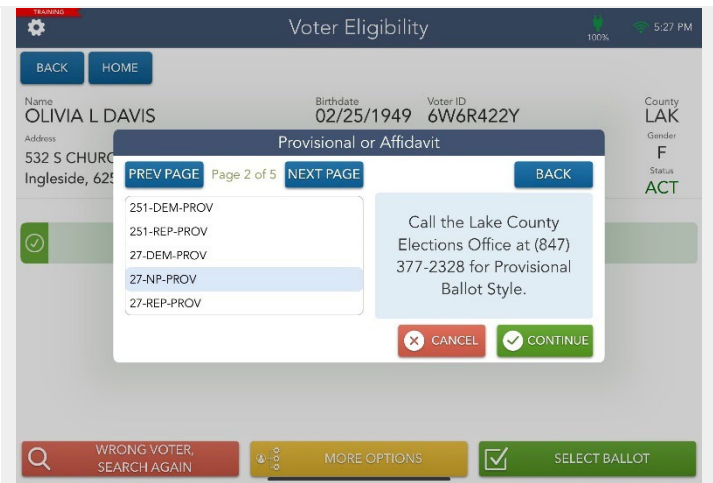 TRAINING
Voter Eligibility
100%
5:27 PM
BACK
HOME
Name
OLIVIA L DAVIS
Birthdate
02/25/1949
Voter ID
6W6R422Y
County
LAK
Address
532 S CHURC
Ingleside, 625
Gender
F
Status
ACT
Provisional or Affidavit
PREV PAGE
Page 2 of 5
NEXT PAGE
BACK
251-DEM-PROV
251-REP-PROV
27-DEM-PROV
27-NP-PROV
27-REP-PROV
Call the Lake County
Elections Office at (847)
377-2328 for Provisional
Ballot Style.
CANCEL
CONTINUE
WRONG VOTER,
SEARCH AGAIN
MORE OPTIONS
SELECT BALLOT